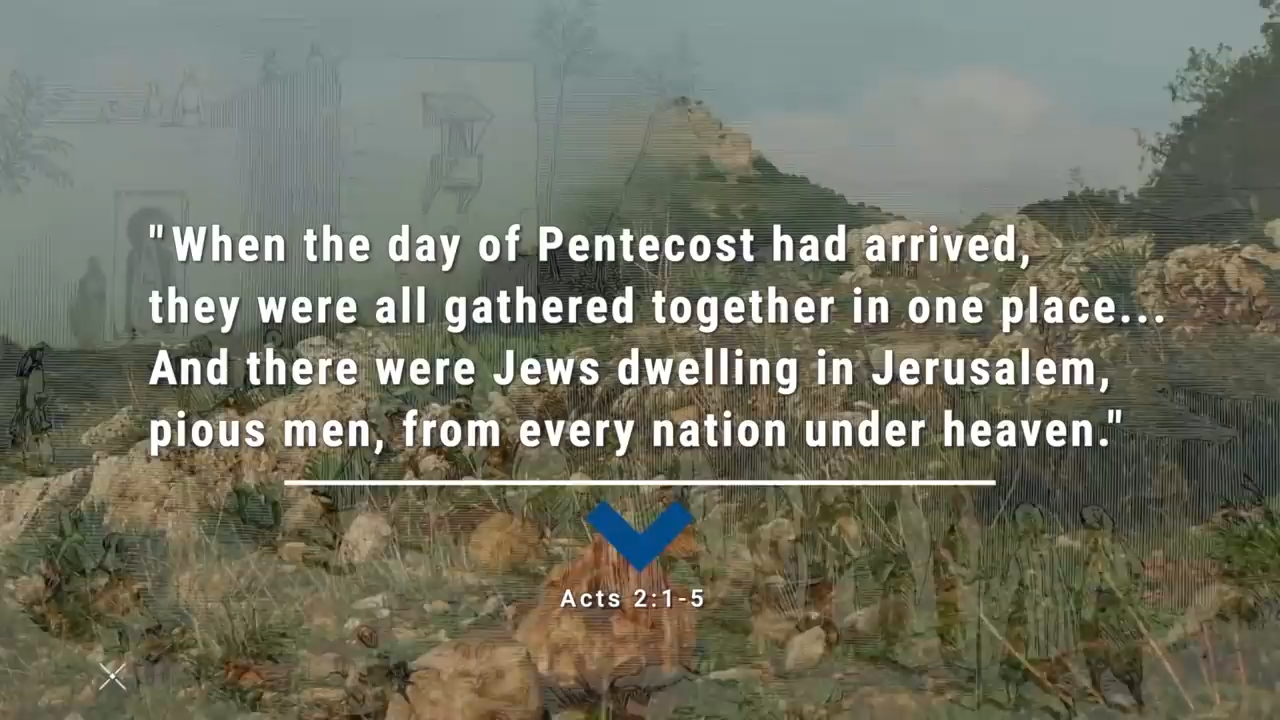 "When the day of Pentecost had arrived,
they were all gathered together in one place...
And there were Jews dwelling in Jerusalem,
pious men, from every nation under heaven."
Acts 2:1-5